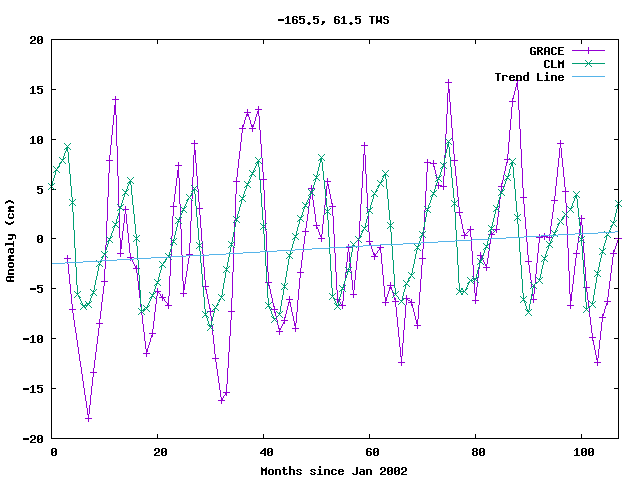 -165.5, 61.5 TWS
GRACE
CLM
Trend Line
20
15
10
5
0
-5
-10
-15
-20
Anomaly (cm)
0 20 40 60 80 100
Months since Jan 2002